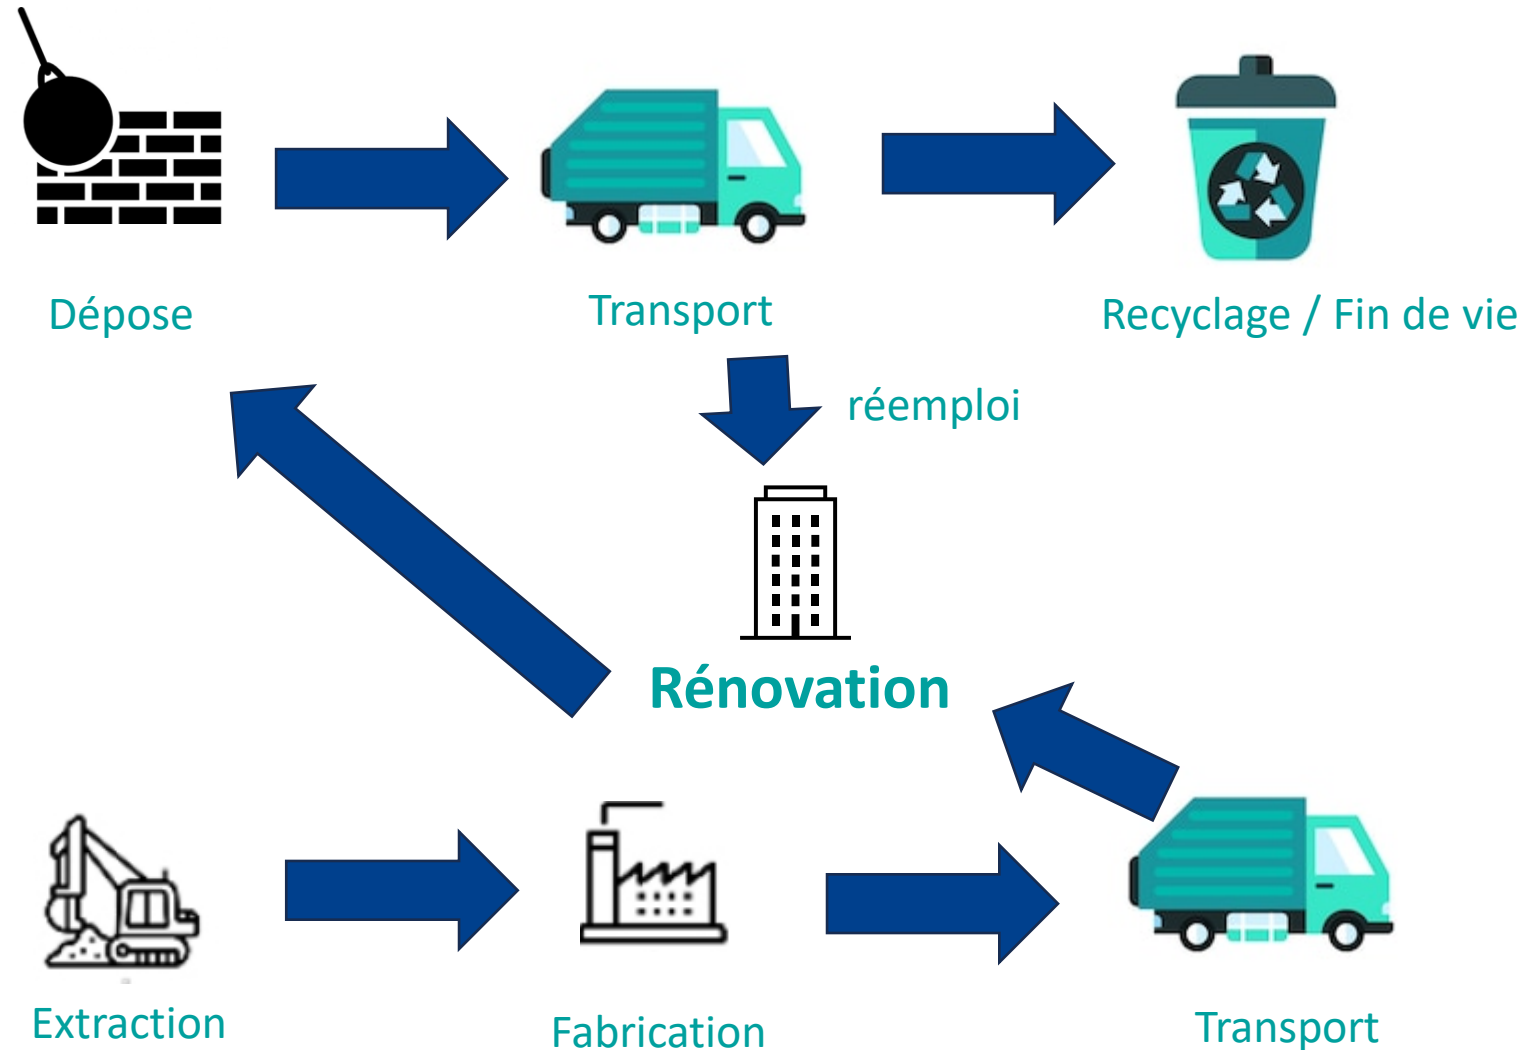 Dépose
Transport
Recyclage / Fin de vie
réemploi
Rénovation
Extraction
Fabrication
Transport